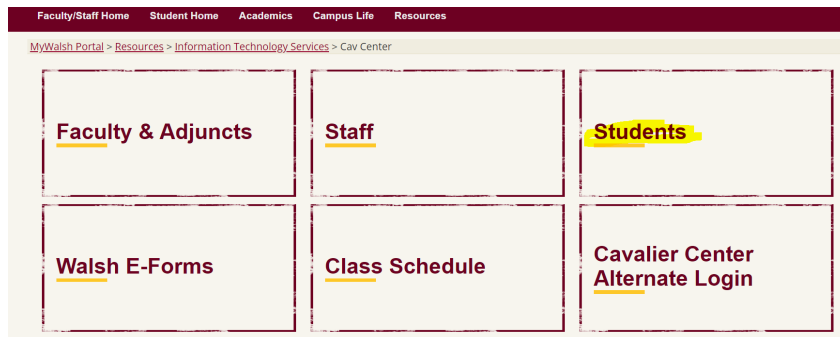 Faculty/Staff Home Student Home Academics Campus Life Resources
MyWalsh Portal > Resources > Information Technology Services > Cav Center
Faculty & Adjuncts
Staff
Students
Walsh E-Forms
Class Schedule
Cavalier Center
Alternate Login